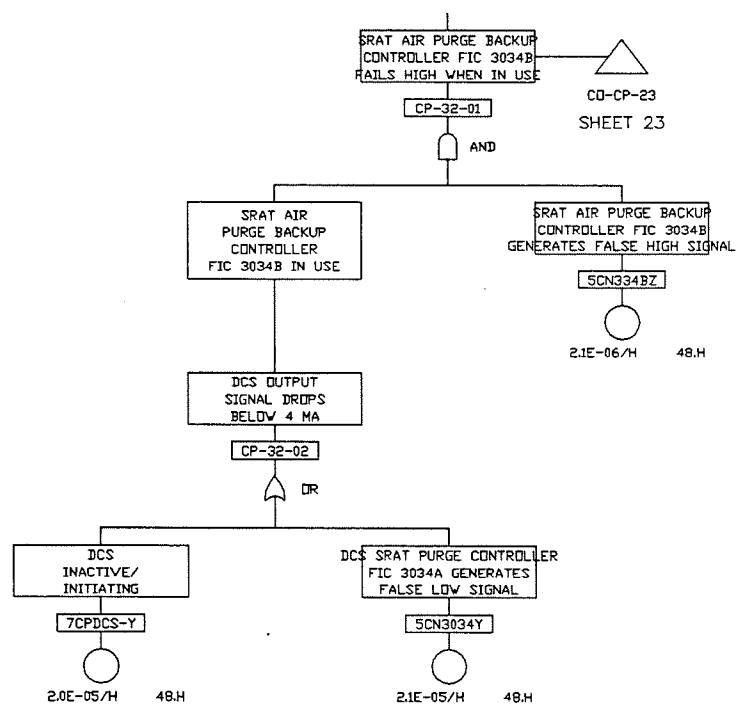 SRAT AIR PURGE BACKUP
CONTROLLER FIC 3034B
FAILS HIGH WHEN IN USE
CO-CP-23
SHEET 23
CP-32-01
AND
SRAT AIR
PURGE BACKUP
CONTROLLER
FIC 3034B IN USE
SRAT AIR PURGE BACKUP
CONTROLLER FIC 3034B
GENERATES FALSE HIGH SIGNAL
5CN334BZ
2.1E-06/H 48.H
DCS OUTPUT
SIGNAL DROPS
BELOW 4 MA
CP-32-02
OR
DCS
INACTIVE/
INITIATING
7CPDCS-Y
2.0E-05/H 48.H
DCS SRAT PURGE CONTROLLER
FIC 3034A GENERATES
FALSE LOW SIGNAL
5CN3034Y
2.1E-05/H 48.H